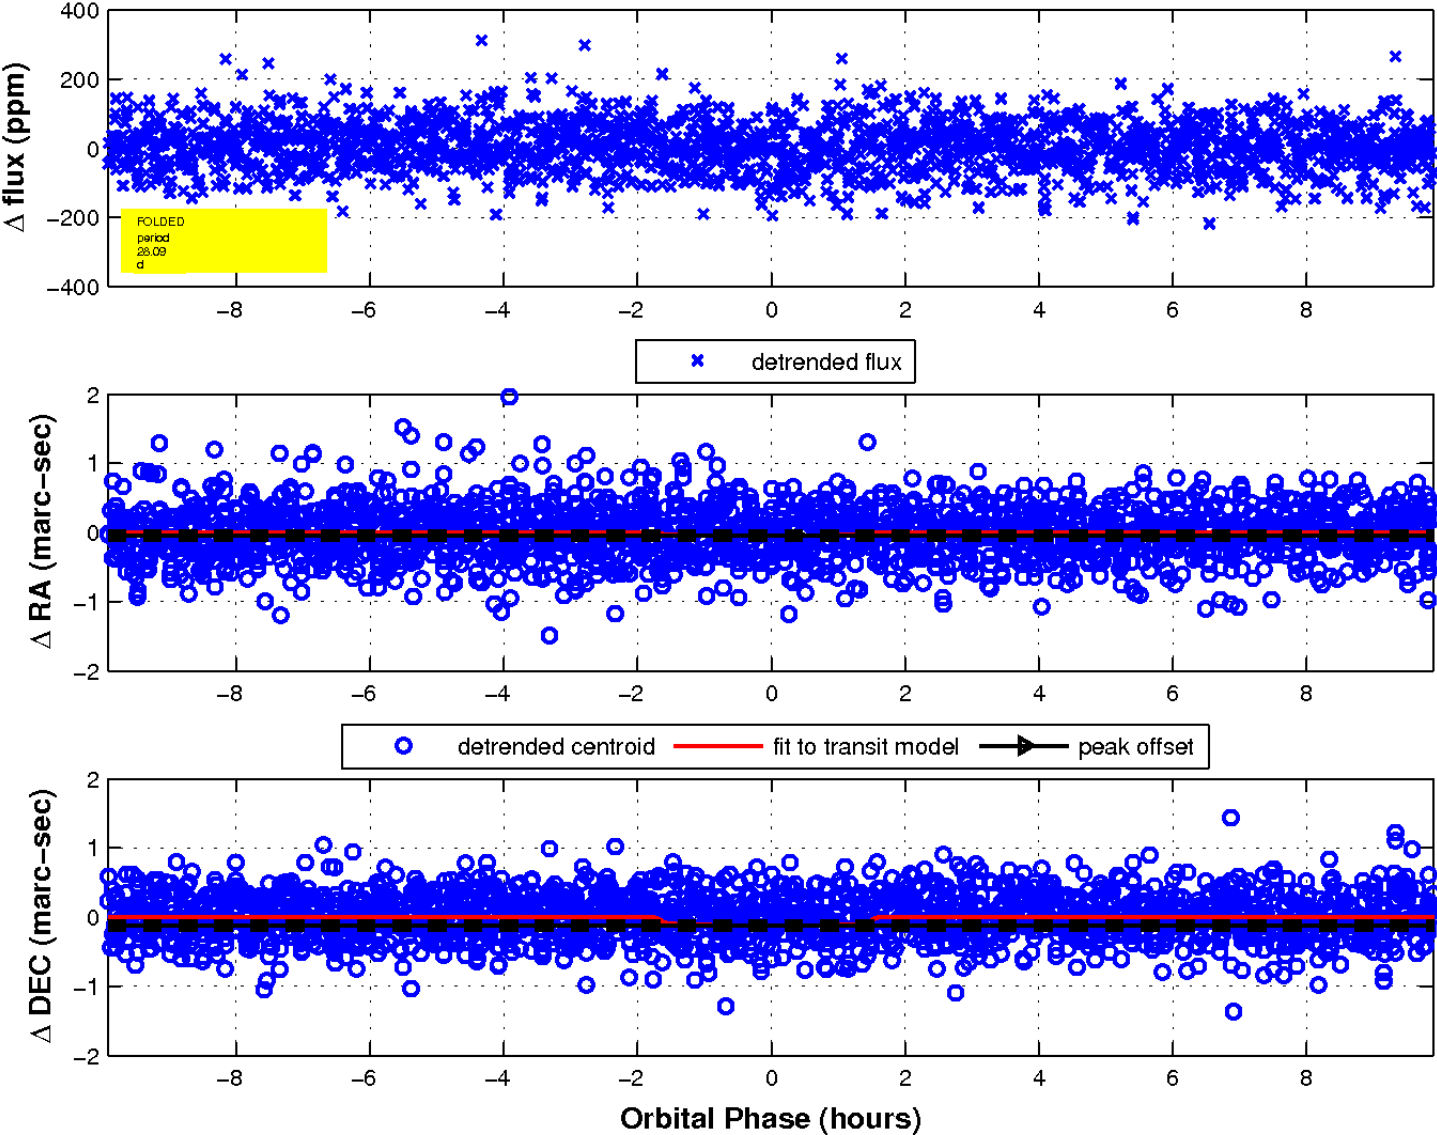 400
200
0
−200
−400
Δ flux (ppm)
FOLDED
period
28.09
d
−8 −6 −4 −2 0 2 4 6 8
detrended flux
2
1
0
−1
−2
Δ RA (marc−sec)
−8 −6 −4 −2 0 2 4 6 8
detrended centroid fit to transit model peak offset
2
1
0
−1
−2
Δ DEC (marc−sec)
−8 −6 −4 −2 0 2 4 6 8
Orbital Phase (hours)